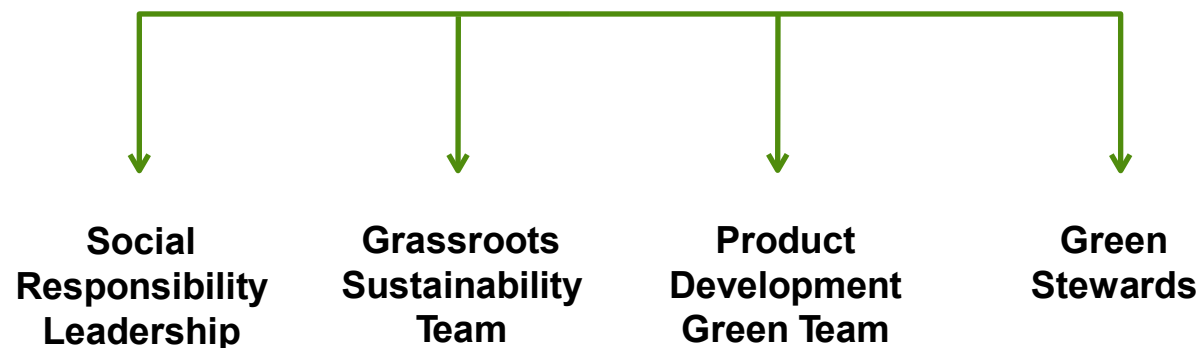 Social
Responsibility
Leadership
Grassroots
Sustainability
Team
Product
Development
Green Team
Green
Stewards